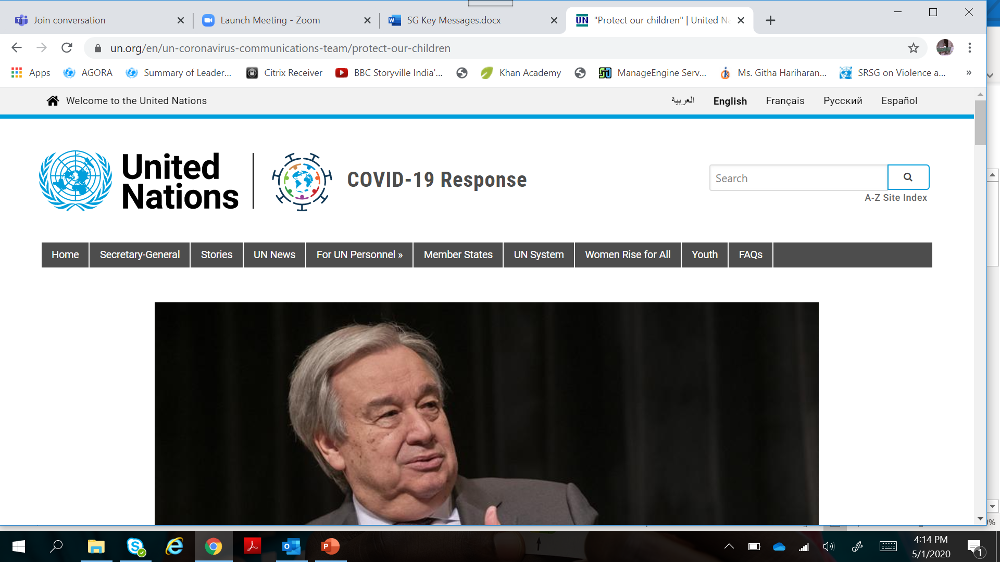 Join conversation
Launch Meeting - Zoom
SG Key Messages.docx
UN "Protect our children" | United Na
un.org/en/un-coronavirus-communications-team/protect-our-children
Apps
AGORA
Summary of Leader...
Citrix Receiver
BBC Storyville India'...
Khan Academy
ManageEngine Serv...
Ms. Githa Hariharan...
SRSG on Violence a...
»
Welcome to the United Nations
العربية
English
Français
Русский
Español
United
Nations
COVID-19 Response
Search
A-Z Site Index
Home
Secretary-General
Stories
UN News
For UN Personnel »
Member States
UN System
Women Rise for All
Youth
FAQs
4:14 PM
5/1/2020
1